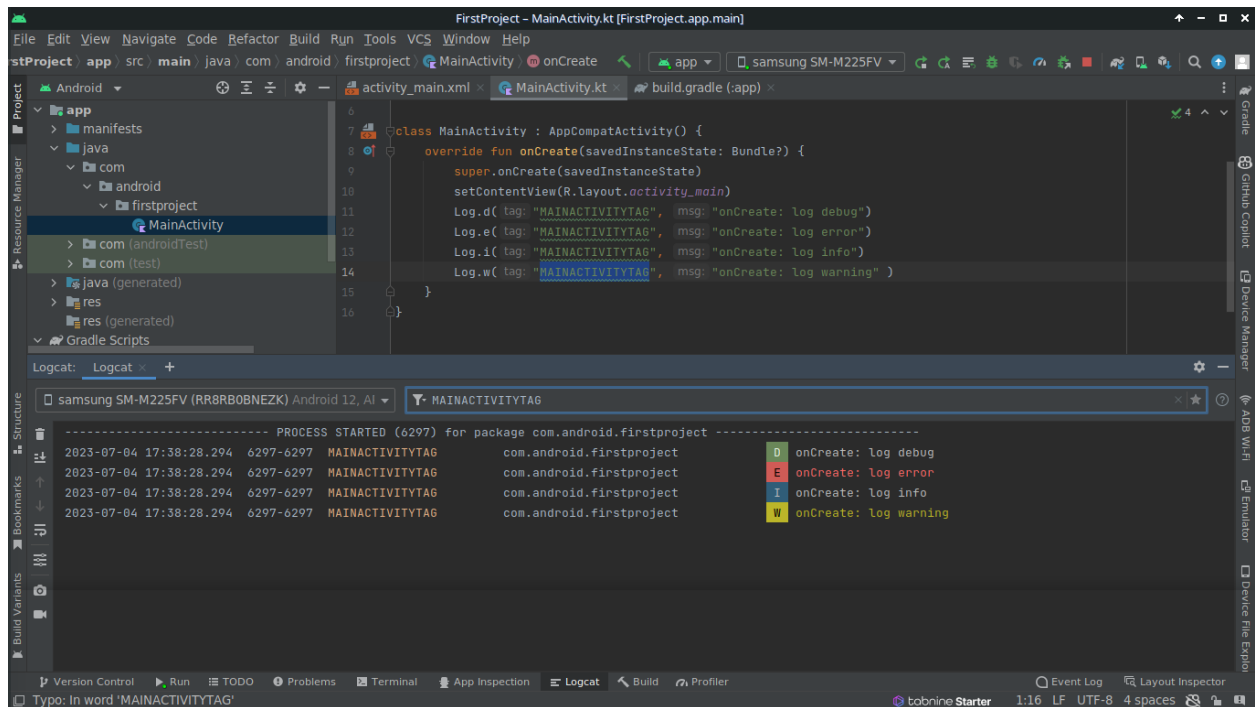 FirstProject – MainActivity.kt [FirstProject.app.main]
File Edit View Navigate Code Refactor Build Run Tools VCS Window Help
stProject app src main java com android firstproject MainActivity onCreate app samsung SM-M225FV
Project
Android
activity_main.xml MainActivity.kt build.gradle (:app)
Gradle
app
manifests
java
com
android
firstproject
MainActivity
com (androidTest)
com (test)
java (generated)
res
res (generated)
Gradle Scripts
Resource Manager
6
7 class MainActivity : AppCompatActivity() {
8 override fun onCreate(savedInstanceState: Bundle?) {
9 super.onCreate(savedInstanceState)
10 setContentView(R.layout.activity_main)
11 Log.d( tag: "MAINACTIVITYTAG", msg: "onCreate: log debug")
12 Log.e( tag: "MAINACTIVITYTAG", msg: "onCreate: log error")
13 Log.i( tag: "MAINACTIVITYTAG", msg: "onCreate: log info")
14 Log.w( tag: "MAINACTIVITYTAG", msg: "onCreate: log warning" )
15 }
16 }
4
GitHub Copilot
Device Manager
Logcat: Logcat +
samsung SM-M225FV (RR8RB0BNEZK) Android 12, AI MAINACTIVITYTAG
---------------------------- PROCESS STARTED (6297) for package com.android.firstproject ----------------------------
2023-07-04 17:38:28.294 6297-6297 MAINACTIVITYTAG com.android.firstproject D onCreate: log debug
2023-07-04 17:38:28.294 6297-6297 MAINACTIVITYTAG com.android.firstproject E onCreate: log error
2023-07-04 17:38:28.294 6297-6297 MAINACTIVITYTAG com.android.firstproject I onCreate: log info
2023-07-04 17:38:28.294 6297-6297 MAINACTIVITYTAG com.android.firstproject W onCreate: log warning
Structure
Bookmarks
Build Variants
ADB Wi-Fi
Emulator
Device File Explo
Version Control Run TODO Problems Terminal App Inspection Logcat Build Profiler Event Log Layout Inspector
Typo: In word 'MAINACTIVITYTAG' tabnine Starter 1:16 LF UTF-8 4 spaces